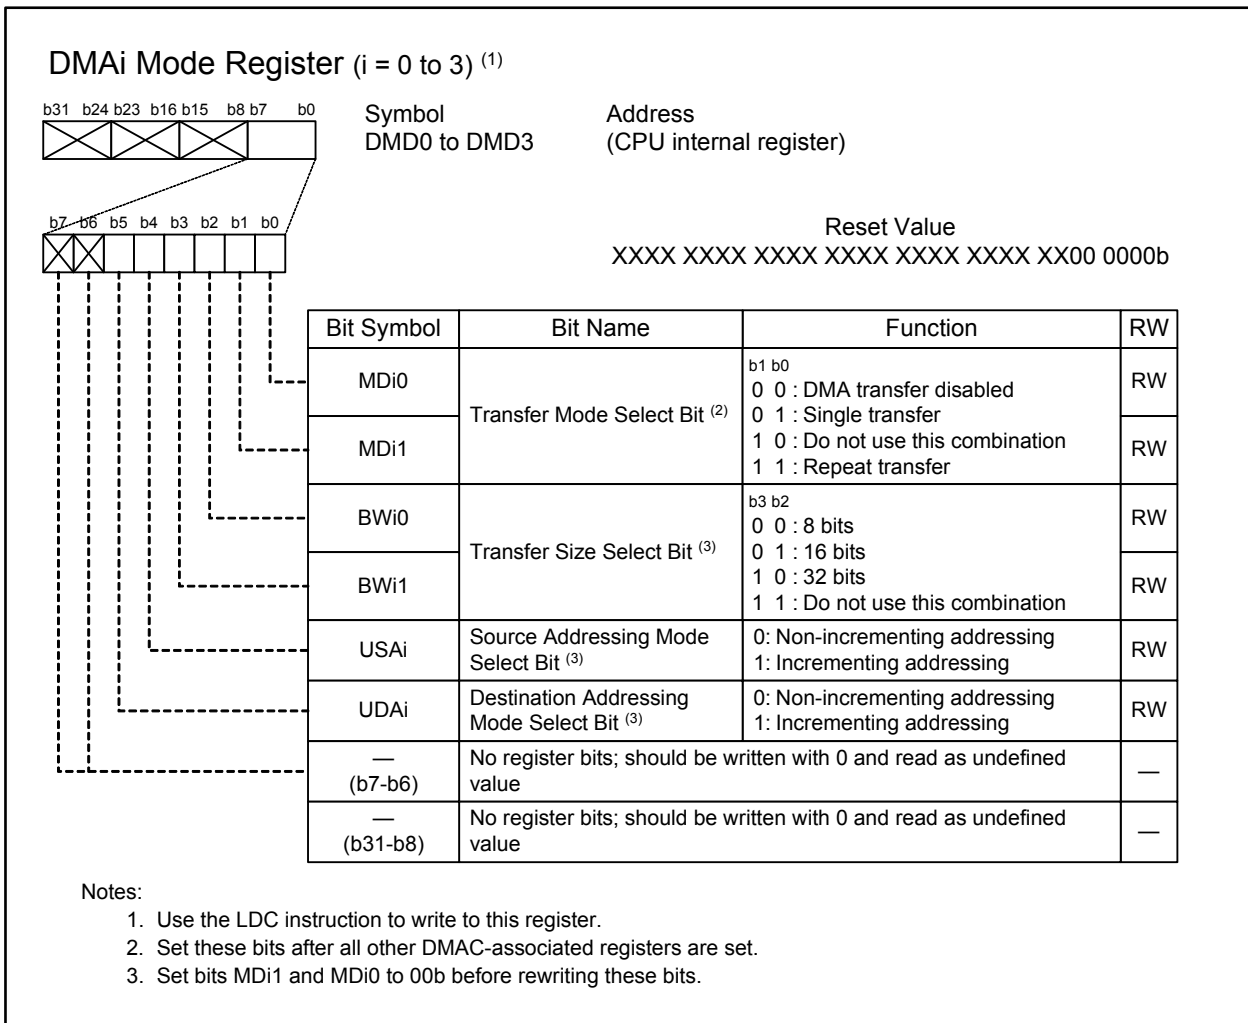 DMAi Mode Register (i = 0 to 3) (1)
b31 b24 b23 b16 b15 b8 b7 b0
Symbol Address
DMD0 to DMD3 (CPU internal register)
b7 b6 b5 b4 b3 b2 b1 b0
Reset Value
XXXX XXXX XXXX XXXX XXXX XXXX XX00 0000b
Bit Symbol Bit Name Function RW
MDi0
MDi1
Transfer Mode Select Bit (2)
b1 b0
0 0 : DMA transfer disabled
0 1 : Single transfer
1 0 : Do not use this combination
1 1 : Repeat transfer
RW
RW
BWi0
BWi1
Transfer Size Select Bit (3)
b3 b2
0 0 : 8 bits
0 1 : 16 bits
1 0 : 32 bits
1 1 : Do not use this combination
RW
RW
USAi
Source Addressing Mode
Select Bit (3)
0: Non-incrementing addressing
1: Incrementing addressing
RW
UDAi
Destination Addressing
Mode Select Bit (3)
0: Non-incrementing addressing
1: Incrementing addressing
RW
—
(b7-b6)
No register bits; should be written with 0 and read as undefined
value
—
—
(b31-b8)
No register bits; should be written with 0 and read as undefined
value
—
Notes:
1. Use the LDC instruction to write to this register.
2. Set these bits after all other DMAC-associated registers are set.
3. Set bits MDi1 and MDi0 to 00b before rewriting these bits.